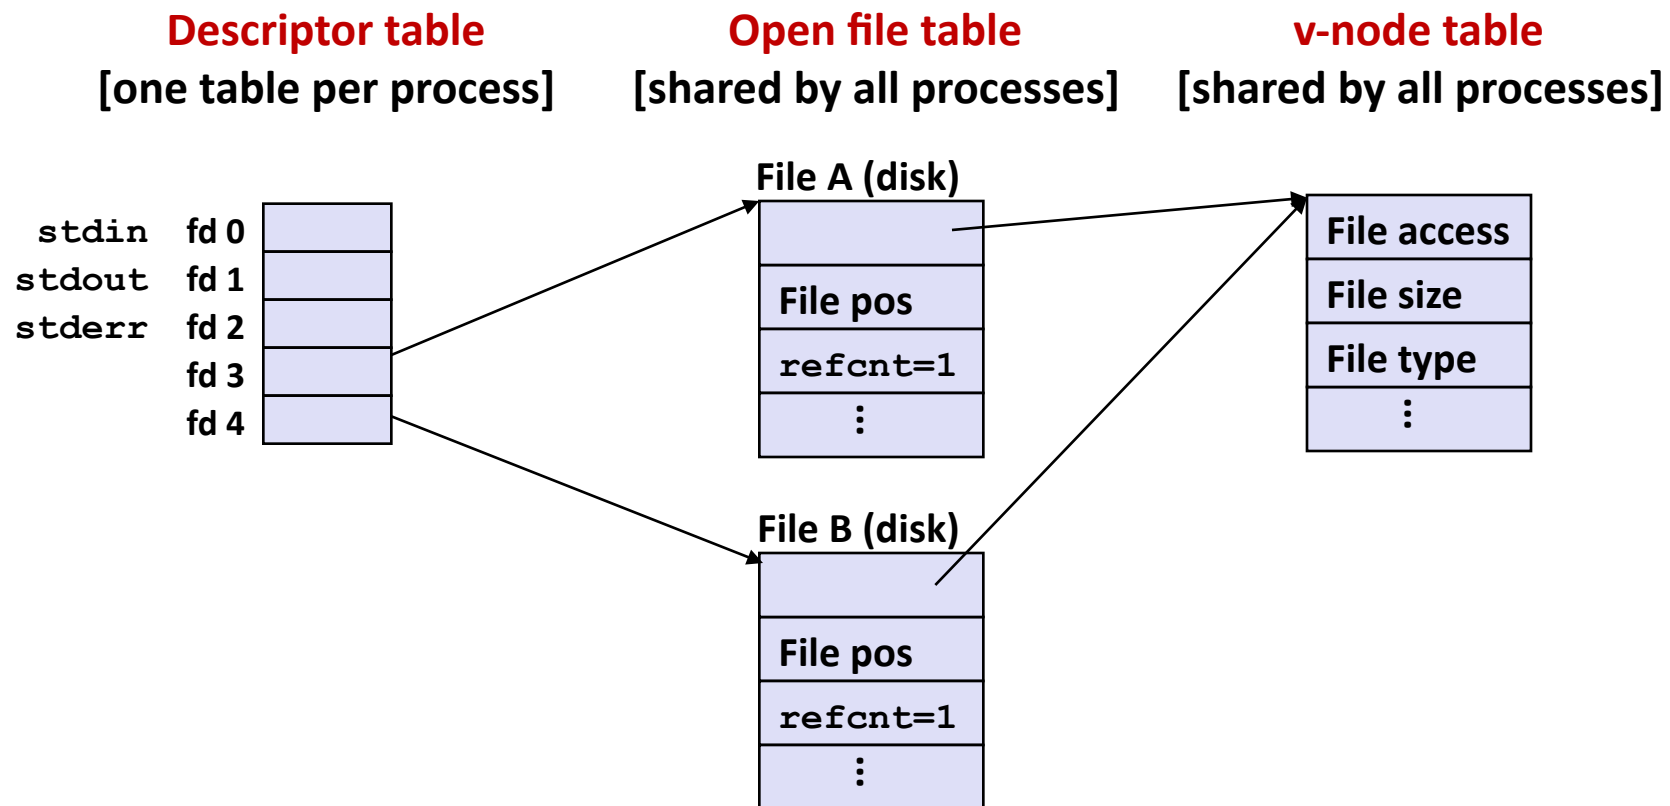 Descriptor table
[one table per process]
Open file table
[shared by all processes]
v-node table
[shared by all processes]
stdin fd 0
stdout fd 1
stderr fd 2
fd 3
fd 4
File A (disk)
File pos
refcnt=1
⋮
File B (disk)
File pos
refcnt=1
⋮
File access
File size
File type
⋮